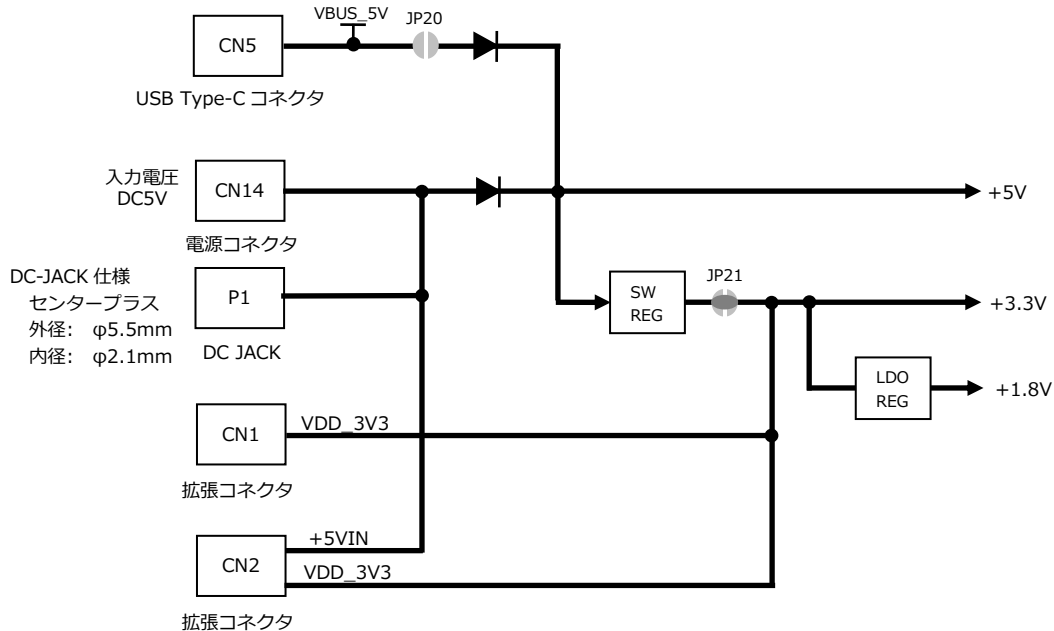 VBUS_5V
JP20
CN5
USB Type-C コネクタ
入力電圧
DC5V
CN14
+5V
電源コネクタ
DC-JACK 仕様
センタープラス
外径: φ5.5mm
内径: φ2.1mm
P1
DC JACK
SW
REG
JP21
+3.3V
LDO
REG
+1.8V
CN1
VDD_3V3
拡張コネクタ
CN2
+5VIN
VDD_3V3
拡張コネクタ